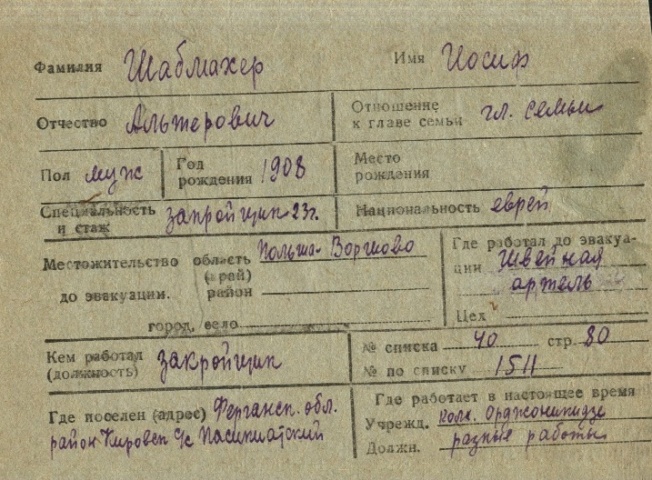 Фамилия Шабмахер Имя Иосиф
Отчество Альтерович Отношение к главе семьи гл. семьи
Пол муж Год рождения 1908 Место рождения
Специальность и стаж закройщик 23 г. Национальность еврей
Местожительство до эвакуации. область (край) Польша-Воршово
район
город, село
Где работал до эвакуации Швейная артель
Цех
Кем работал (должность) закройщик № списка 40 стр. 80
№ по списку 1511
Где поселен (адрес) Ферганск. обл.
район Кировск с/с
Где работает в настоящее время
Учрежд. колх. Орджоникидзе
Должн. разные работы